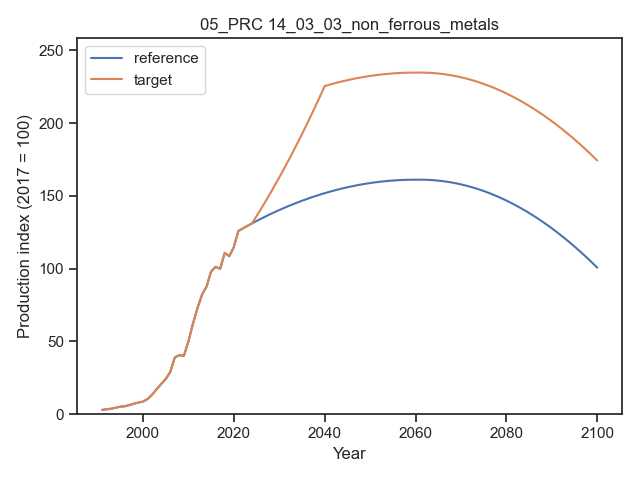 05_PRC 14_03_03_non_ferrous_metals
reference
target
Production index (2017 = 100)
250
200
150
100
50
0
2000 2020 2040 2060 2080 2100
Year